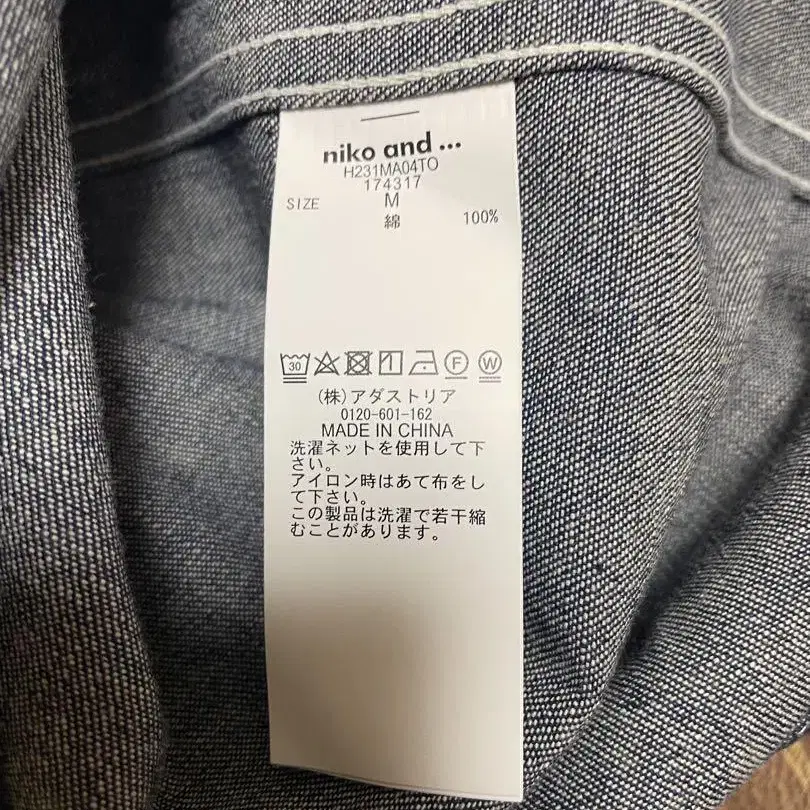 niko and ...
H231MA04TO
174317
SIZE M
綿 100%
30 F W
(株)アダストリア
0120-601-162
MADE IN CHINA
洗濯ネットを使用して下
さい。
アイロン時はあて布をし
て下さい。
この製品は洗濯で若干縮
むことがあります。